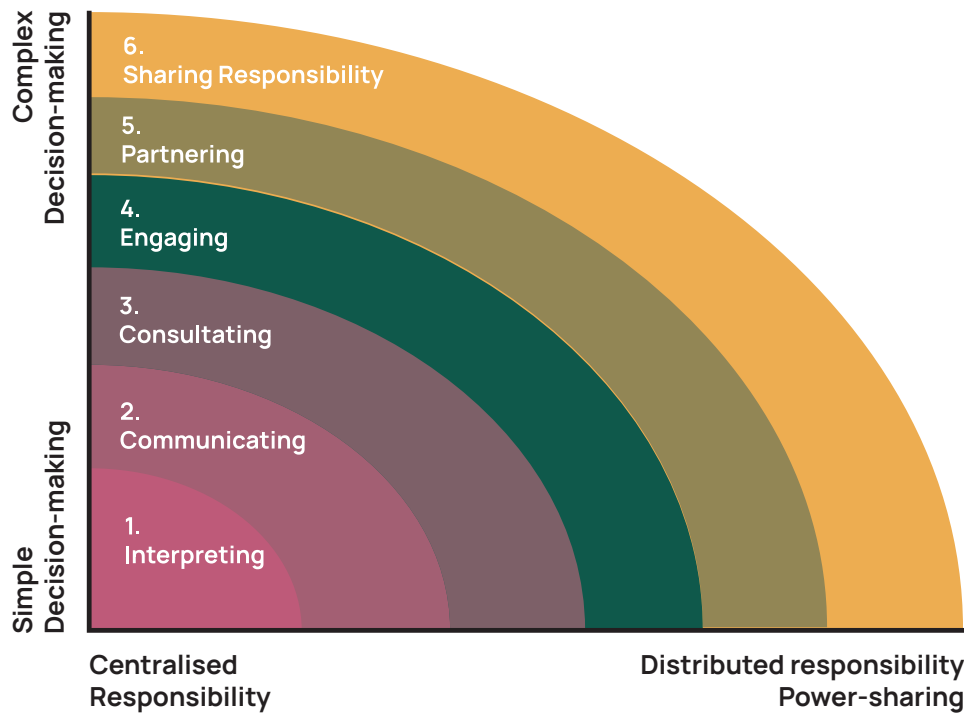 Complex
Decision-making
6.
Sharing Responsibility
5.
Partnering
4.
Engaging
3.
Consultating
2.
Communicating
1.
Interpreting
Simple
Decision-making
Centralised
Responsibility
Distributed responsibility
Power-sharing